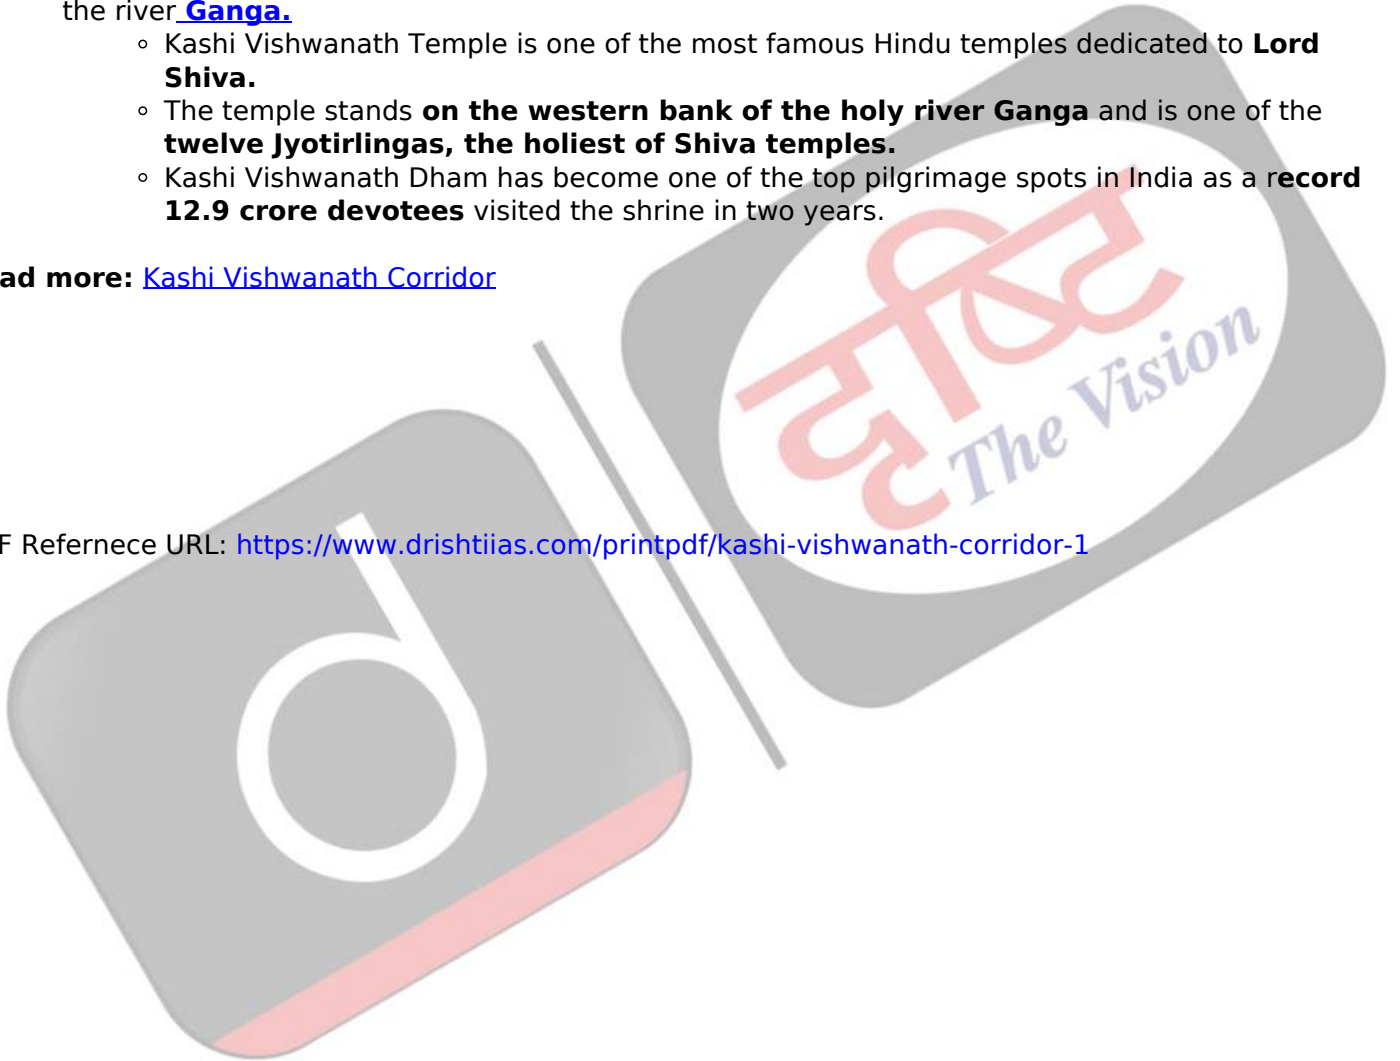 the river Ganga.
Kashi Vishwanath Temple is one of the most famous Hindu temples dedicated to Lord
Shiva.
The temple stands on the western bank of the holy river Ganga and is one of the
twelve Jyotirlingas, the holiest of Shiva temples.
Kashi Vishwanath Dham has become one of the top pilgrimage spots in India as a record
12.9 crore devotees visited the shrine in two years.
ad more: Kashi Vishwanath Corridor
दृष्टि
The Vision
F Refernece URL: https://www.drishtiias.com/printpdf/kashi-vishwanath-corridor-1
d